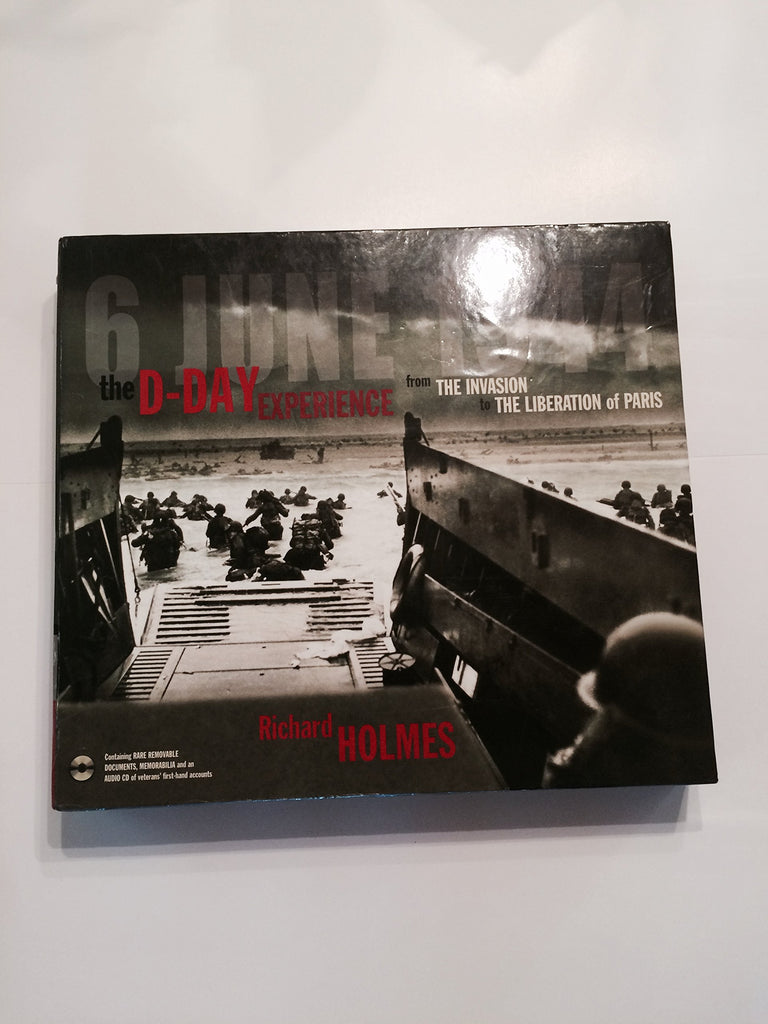 6 JUNE 1944
the D-DAY EXPERIENCE
from THE INVASION
to THE LIBERATION of PARIS
Richard HOLMES
Containing RARE REMOVABLE
DOCUMENTS, MEMORABILIA and an
AUDIO CD of veterans' first-hand accounts